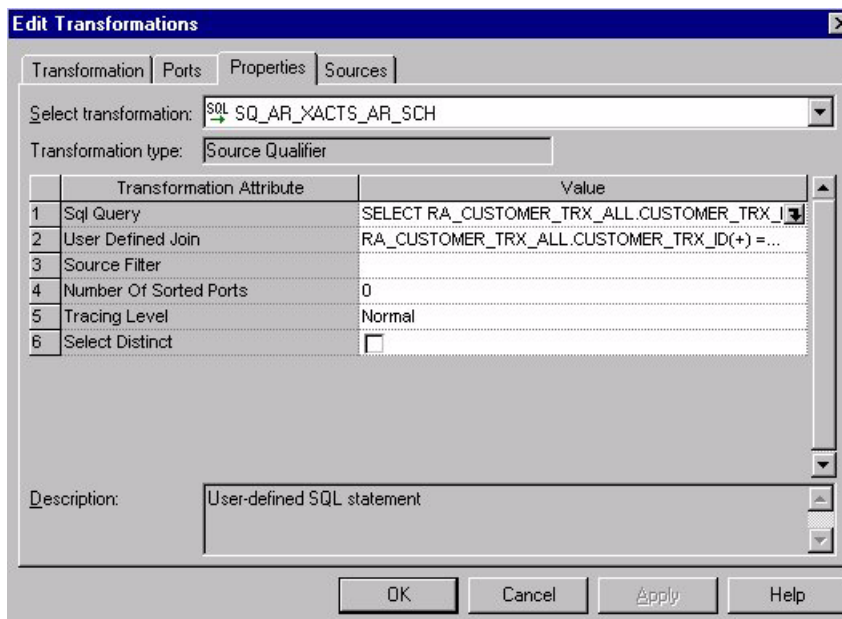 Edit Transformations
Transformation Ports Properties Sources
Select transformation: SQL SQ_AR_XACTS_AR_SCH
Transformation type: Source Qualifier
Transformation Attribute Value
1 Sql Query SELECT RA_CUSTOMER_TRX_ALL.CUSTOMER_TRX_I
2 User Defined Join RA_CUSTOMER_TRX_ALL.CUSTOMER_TRX_ID(+) =...
3 Source Filter
4 Number Of Sorted Ports 0
5 Tracing Level Normal
6 Select Distinct
Description: User-defined SQL statement
OK Cancel Apply Help